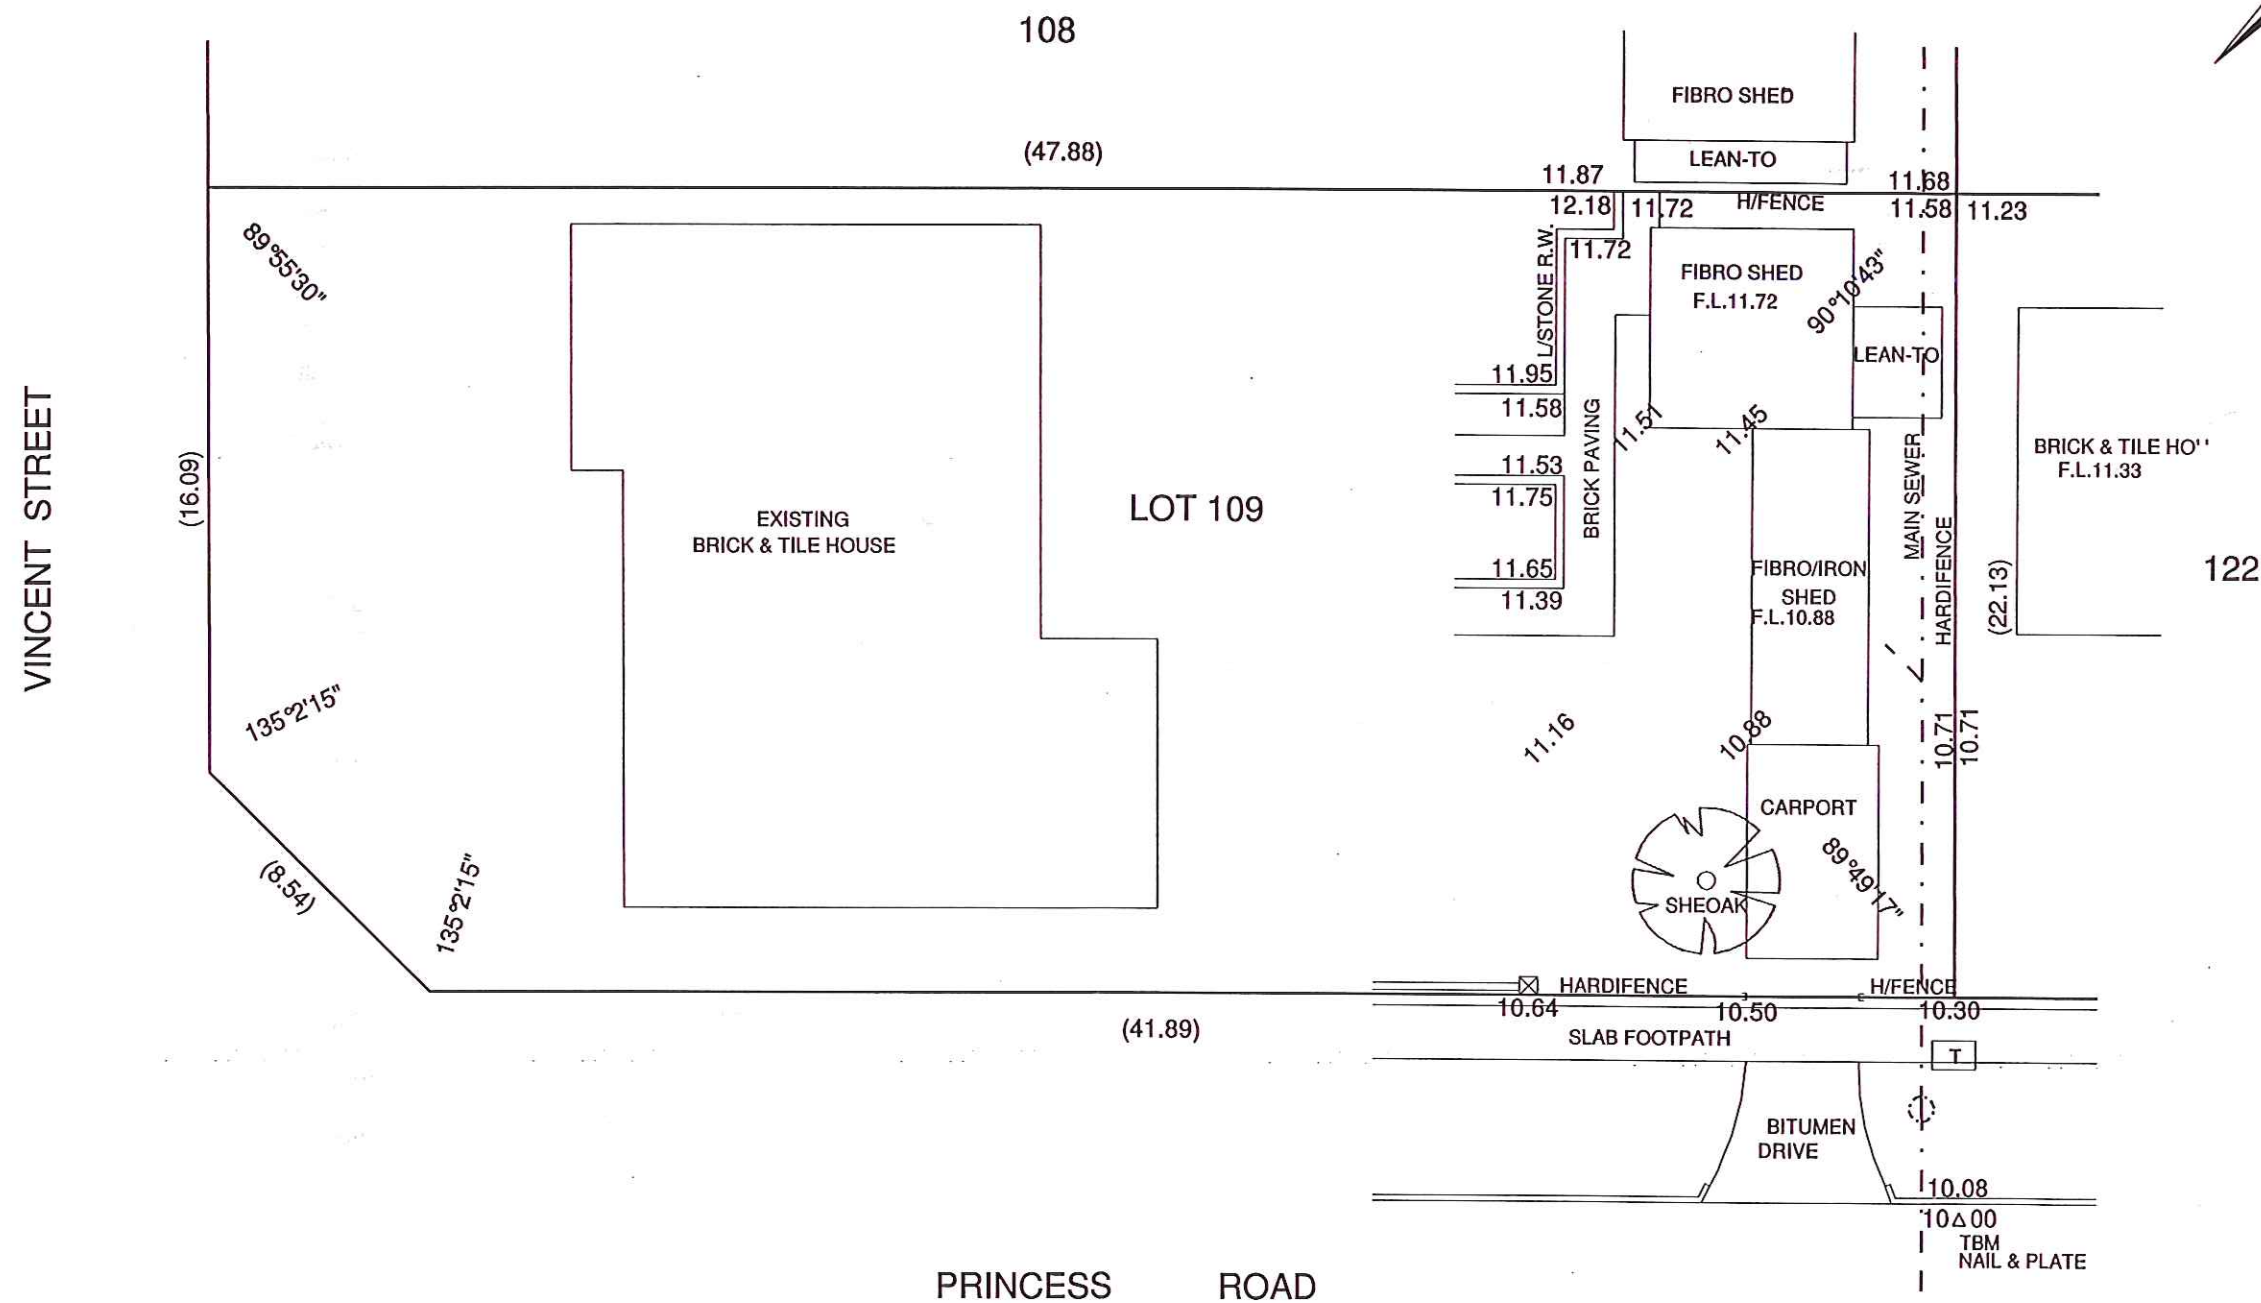 108
FIBRO SHED
(47.88)
LEAN-TO
11.87
11.68
12.18
11.72
H/FENCE
11.58
11.23
89°55'30"
L/STONE R.W.
11.72
FIBRO SHED
F.L.11.72
90°10'43"
LEAN-TO
11.95
11.58
BRICK PAVING
11.51
11.45
VINCENT STREET
(16.09)
11.53
11.75
LOT 109
EXISTING
BRICK & TILE HOUSE
MAIN SEWER
HARDIFENCE
BRICK & TILE HO
F.L.11.33
(22.13)
122
11.65
11.39
FIBRO/IRON
SHED
F.L.10.88
135°2'15"
11.16
10.88
10.71
10.71
CARPORT
(8.54)
135°2'15"
SHEOAK
89°49'17"
HARDIFENCE
H/FENCE
10.64
10.50
10.30
(41.89)
SLAB FOOTPATH
T
BITUMEN
DRIVE
10.08
10△00
TBM
NAIL & PLATE
PRINCESS ROAD